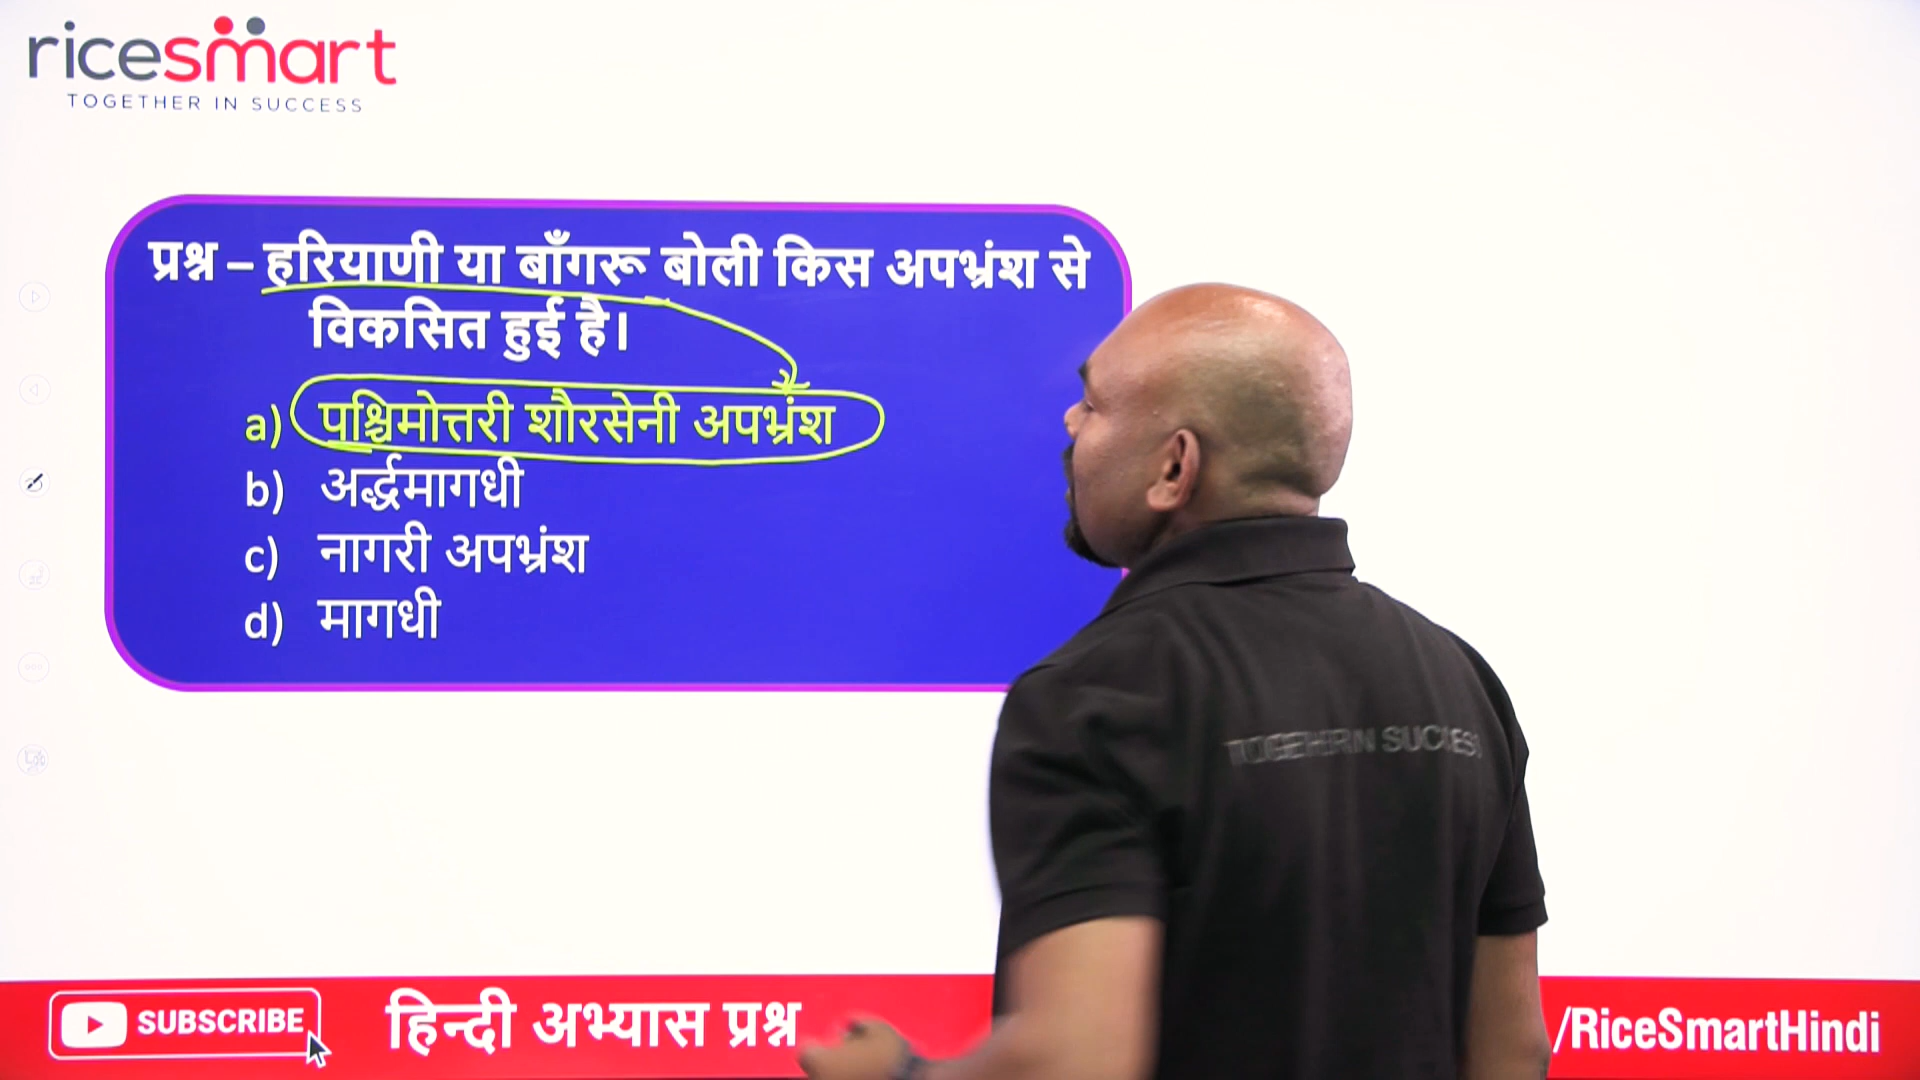 ricesmart
TOGETHER IN SUCCESS
प्रश्न – हरियाणी या बाँगरू बोली किस अपभ्रंश से
विकसित हुई है।
a) पश्चिमोत्तरी शौरसेनी अपभ्रंश
b) अर्द्धमागधी
c) नागरी अपभ्रंश
d) मागधी
SUBSCRIBE
हिन्दी अभ्यास प्रश्न
/RiceSmartHindi